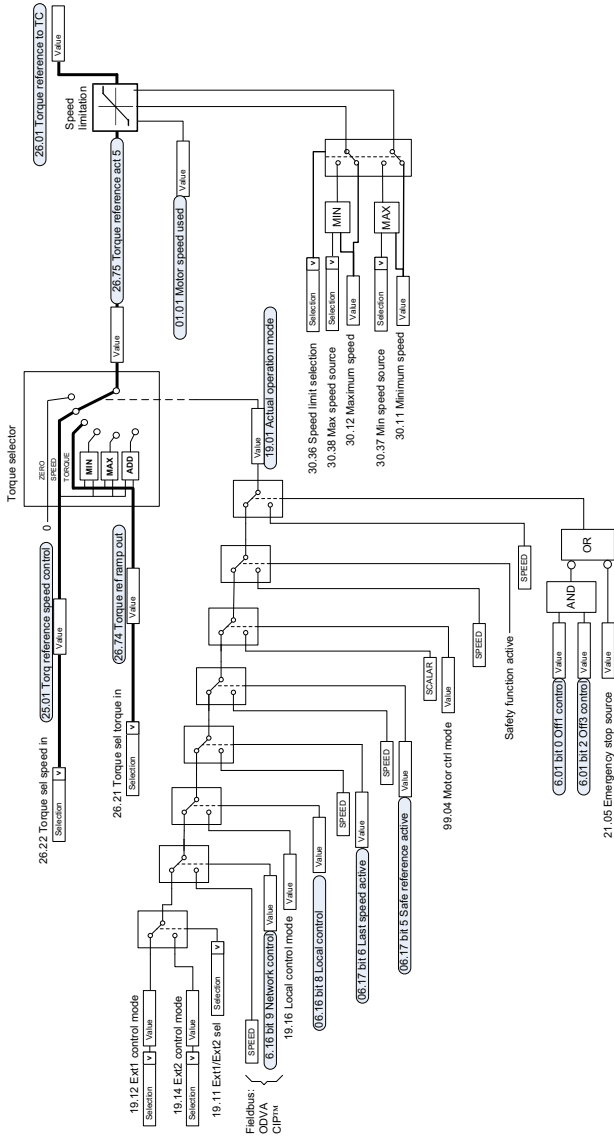 Torque selector
0
ZERO
SPEED
TORQUE
MIN
MAX
ADD
26.22 Torque sel speed in
Selection v
25.01 Torq reference speed control
Value
26.21 Torque sel torque in
Selection v
26.74 Torque ref ramp out
Value
Value
26.75 Torque reference act 5
Speed
limitation
26.01 Torque reference to TC
Value
01.01 Motor speed used
Value
19.01 Actual operation mode
Value
19.12 Ext1 control mode
Selection v Value
19.14 Ext2 control mode
Selection v Value
19.11 Ext1/Ext2 sel
Selection v
Fieldbus:
ODVA
CIP™
SPEED
6.16 bit 9 Network control
Value
19.16 Local control mode
Value
06.16 bit 8 Local control
Value
SPEED
06.17 bit 6 Last speed active
Value
SPEED
06.17 bit 5 Safe reference active
Value
SCALAR
99.04 Motor ctrl mode
Value
SPEED
Safety function active
SPEED
6.01 bit 0 Off1 control
Value
6.01 bit 2 Off3 control
Value
AND
OR
21.05 Emergency stop source
Value
30.36 Speed limit selection
Selection v
30.38 Max speed source
Selection v
MIN
30.12 Maximum speed
Value
30.37 Min speed source
Selection v
MAX
30.11 Minimum speed
Value